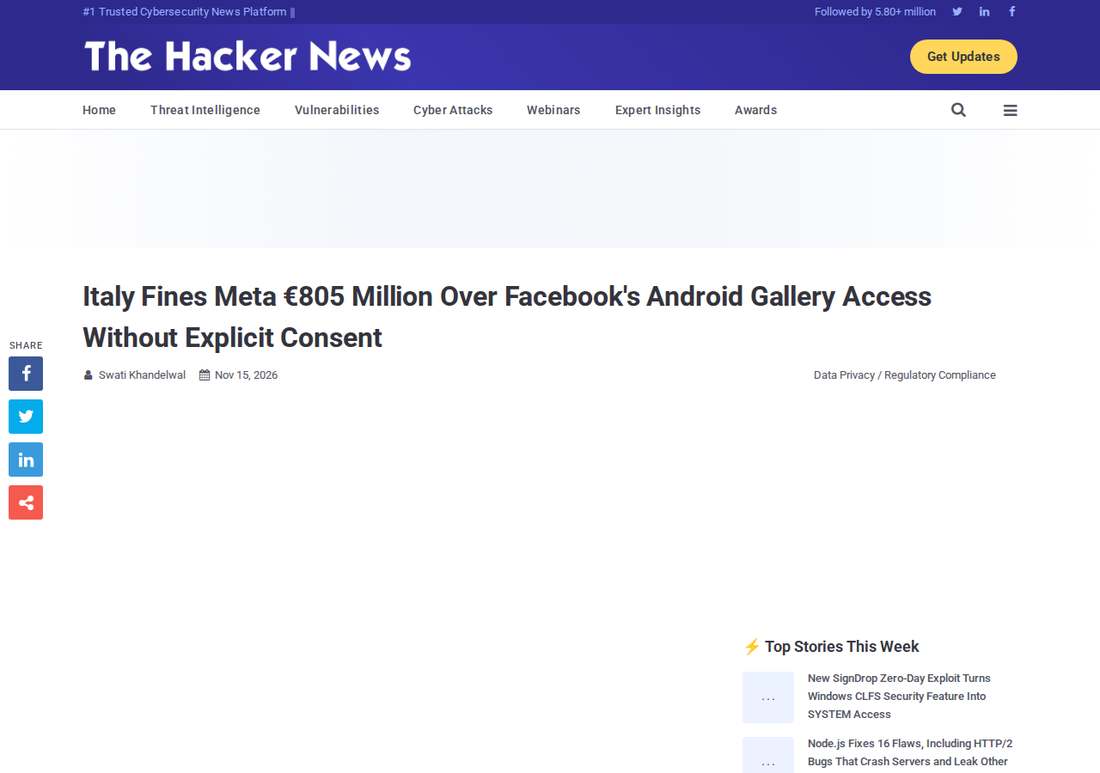 #1 Trusted Cybersecurity News Platform
Followed by 5.80+ million
The Hacker News
Get Updates
Home
Threat Intelligence
Vulnerabilities
Cyber Attacks
Webinars
Expert Insights
Awards
Italy Fines Meta €805 Million Over Facebook's Android Gallery Access
Without Explicit Consent
SHARE
Swati Khandelwal
Nov 15, 2026
Data Privacy / Regulatory Compliance
⚡ Top Stories This Week
...
New SignDrop Zero-Day Exploit Turns
Windows CLFS Security Feature Into
SYSTEM Access
...
Node.js Fixes 16 Flaws, Including HTTP/2
Bugs That Crash Servers and Leak Other